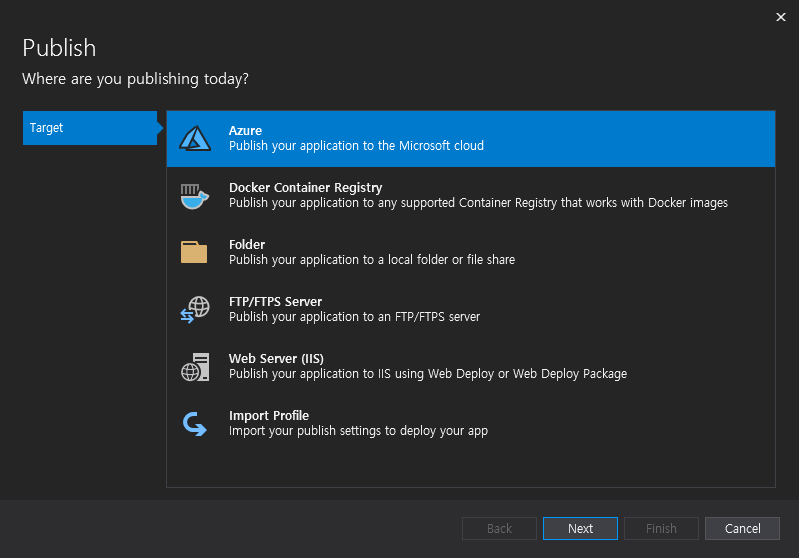 Publish
Where are you publishing today?
Target
Azure
Publish your application to the Microsoft cloud
Docker Container Registry
Publish your application to any supported Container Registry that works with Docker images
Folder
Publish your application to a local folder or file share
FTP/FTPS Server
Publish your application to an FTP/FTPS server
Web Server (IIS)
Publish your application to IIS using Web Deploy or Web Deploy Package
Import Profile
Import your publish settings to deploy your app
Back
Next
Finish
Cancel